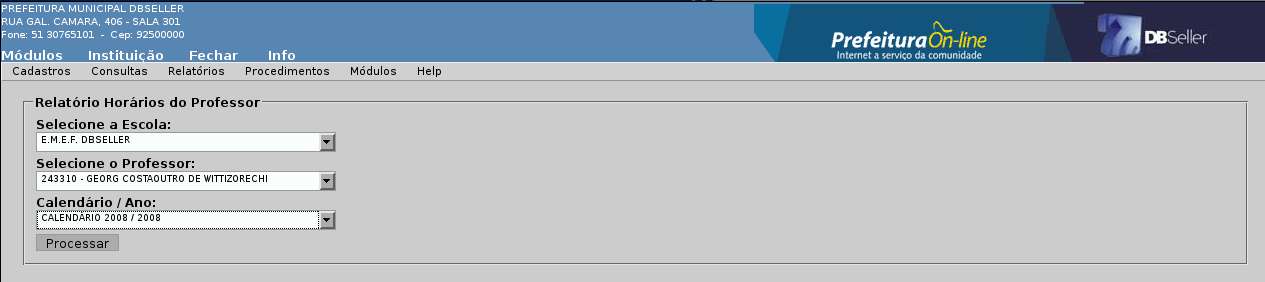 PREFEITURA MUNICIPAL DBSELLER
RUA GAL. CAMARA, 406 - SALA 301
Fone: 51 30765101 - Cep: 92500000
Módulos Instituição Fechar Info
PrefeituraOn-line
Internet a serviço da comunidade
DBSeller
Cadastros Consultas Relatórios Procedimentos Módulos Help
Relatório Horários do Professor
Selecione a Escola:
E.M.E.F. DBSELLER
Selecione o Professor:
243310 - GEORG COSTAOUTRO DE WITTIZORECHI
Calendário / Ano:
CALENDÁRIO 2008 / 2008
Processar